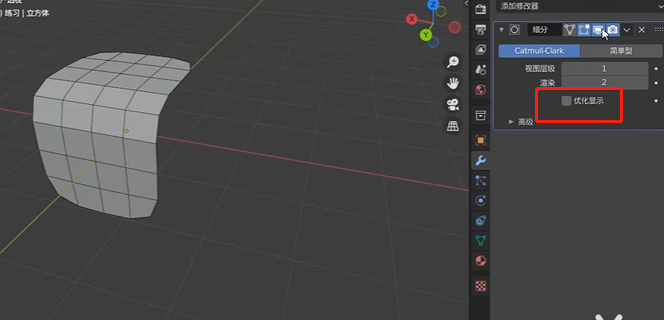 添加修改器
练习 | 立方体
Z
X
Y
细分
Catmull-Clark
简单型
视图层级
1
渲染
2
优化显示
高级